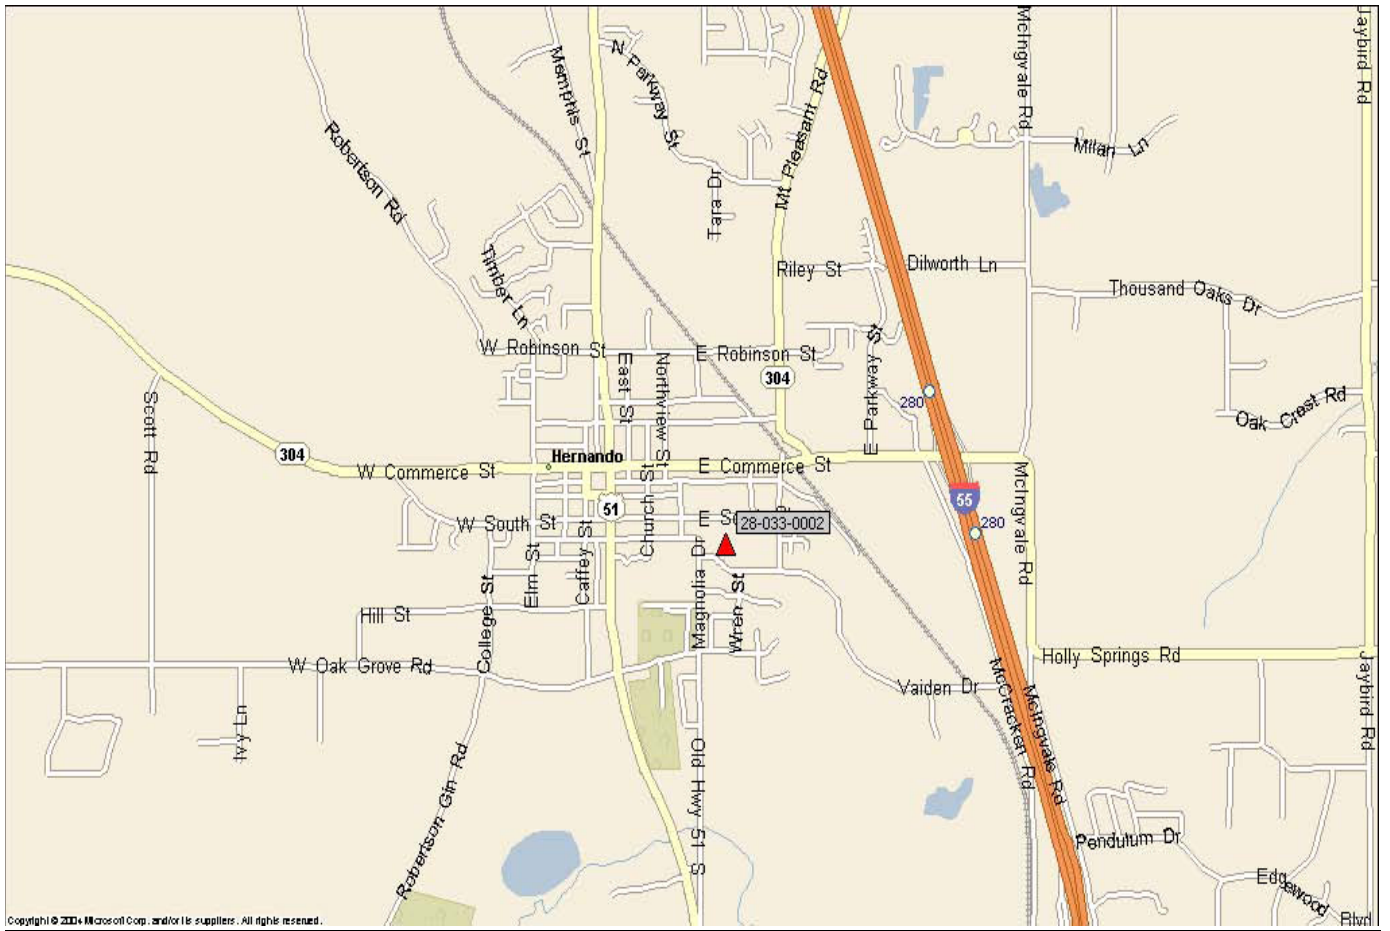 N Parkway St
Memphis St
Mt Pleasant Rd
McIngvale Rd
Jaybird Rd
Robertson Rd
Milan Ln
Tiara Dr
Timber Ln
Riley St
Dilworth Ln
Thousand Oaks Dr
W Robinson St
E Robinson St
East St
Northview St
304
E Parkway St
280
Scott Rd
Oak Crest Rd
304
Hernando
W Commerce St
E Commerce St
McIngvale Rd
55
51
Church St
W South St
E So
28-033-0002
280
Elm St
Caffey St
Magnolia Dr
Wren St
College St
Hill St
W Oak Grove Rd
Holly Springs Rd
Vaiden Dr
McCracken Rd
McIngvale Rd
Jaybird Rd
Ivy Ln
Robertson Gin Rd
Old Hwy 51 S
Pendulum Dr
Edgewood Blvd
Copyright © 2004 Microsoft Corp. and/or its suppliers. All rights reserved.